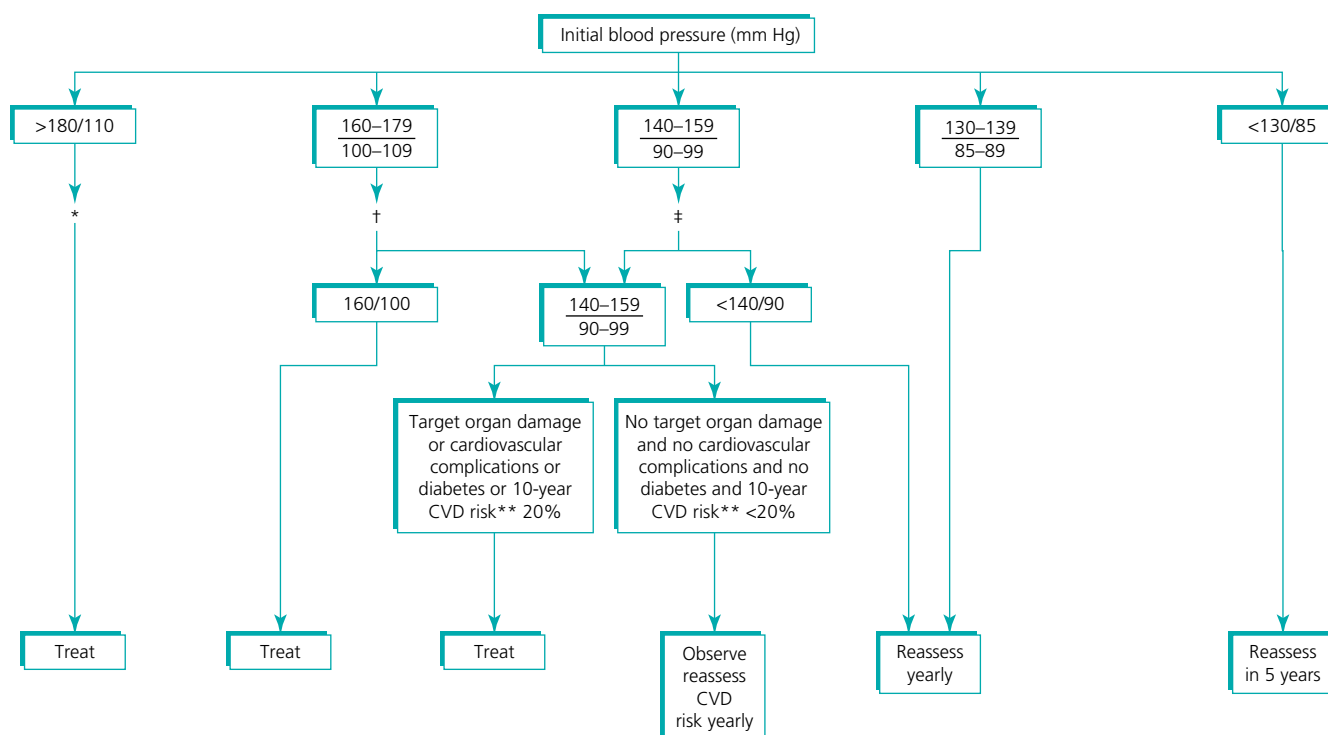 Initial blood pressure (mm Hg)
>180/110
160–179
100–109
140–159
90–99
130–139
85–89
<130/85
*
†
‡
160/100
140–159
90–99
<140/90
Target organ damage
or cardiovascular
complications or
diabetes or 10-year
CVD risk** 20%
No target organ damage
and no cardiovascular
complications and no
diabetes and 10-year
CVD risk** <20%
Treat
Treat
Treat
Observe
reassess
CVD
risk yearly
Reassess
yearly
Reassess
in 5 years